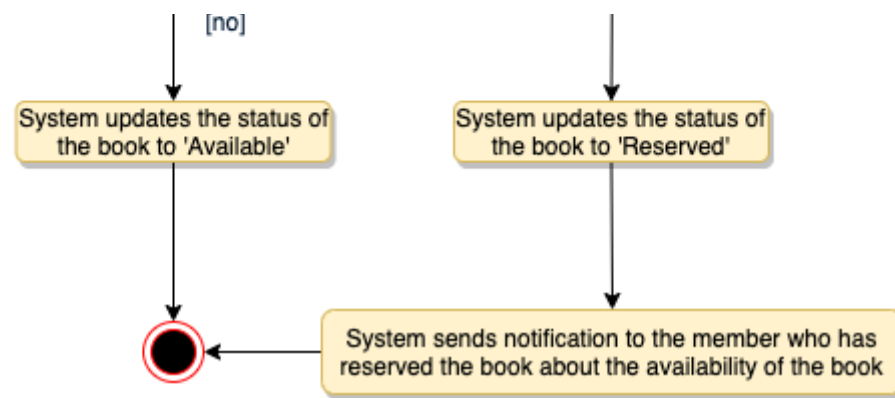 [no]
System updates the status of
the book to 'Available'
System updates the status of
the book to 'Reserved'
System sends notification to the member who has
reserved the book about the availability of the book